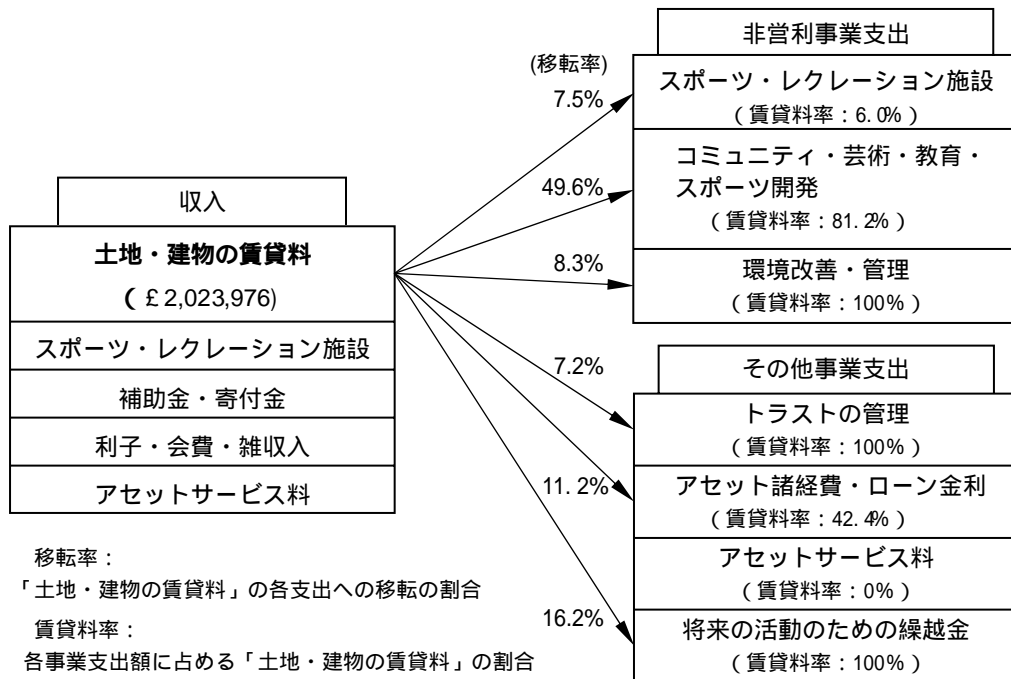 収入
土地・建物の賃貸料
（￡2,023,976)
スポーツ・レクレーション施設
補助金・寄付金
利子・会費・雑収入
アセットサービス料
移転率：
「土地・建物の賃貸料」の各支出への移転の割合
賃貸料率：
各事業支出額に占める「土地・建物の賃貸料」の割合
(移転率)
7.5%
49.6%
8.3%
7.2%
11.2%
16.2%
非営利事業支出
スポーツ・レクレーション施設
（賃貸料率：6.0%）
コミュニティ・芸術・教育・
スポーツ開発
（賃貸料率：81.2%）
環境改善・管理
（賃貸料率：100%）
その他事業支出
トラストの管理
（賃貸料率：100%）
アセット諸経費・ローン金利
（賃貸料率：42.4%）
アセットサービス料
（賃貸料率：0%）
将来の活動のための繰越金
（賃貸料率：100%）